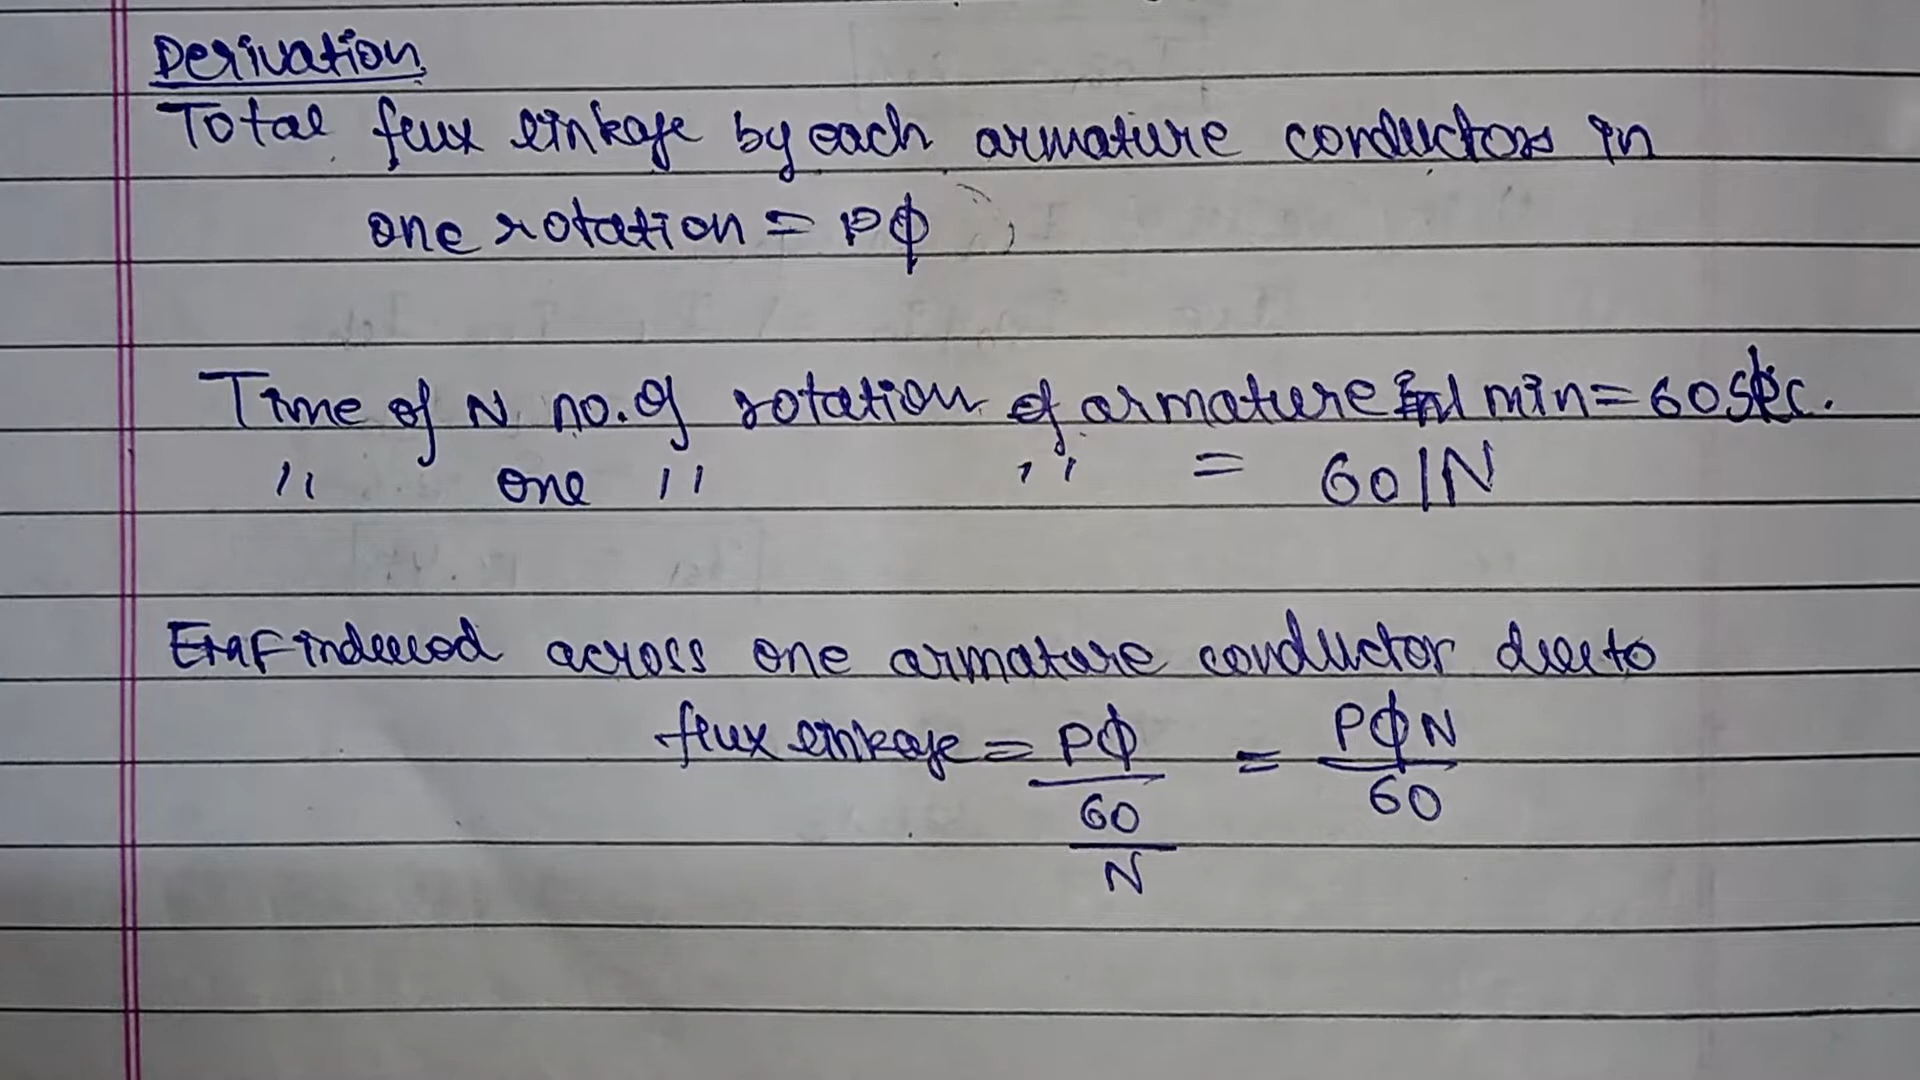 Derivation
Total flux linkage by each armature conductors in
one rotation = PΦ
Time of N no. of rotation of armature in 1 min = 60 sec.
" one " " = 60/N
EMF induced across one armature conductor due to
flux linkage = PΦ/(60/N) = PΦN/60